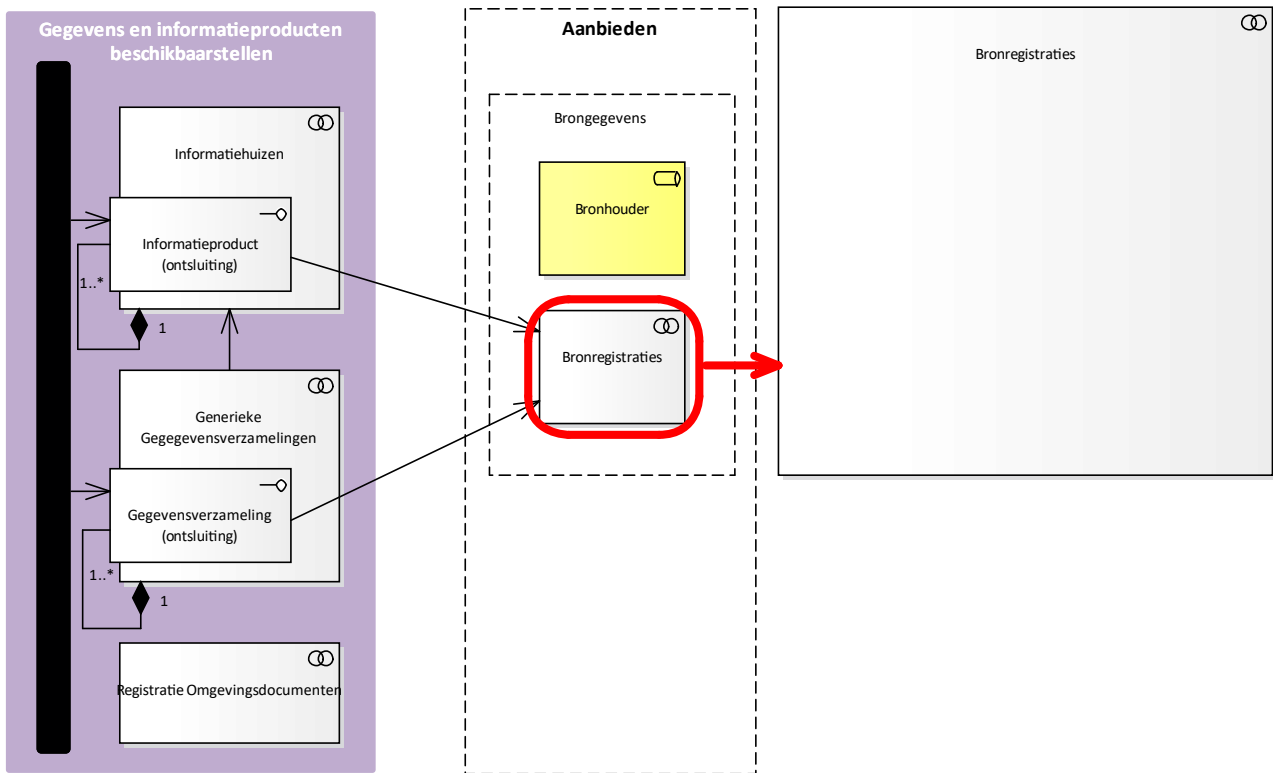 Gegevens en informatieproducten
beschikbaarstellen
Informatiehuizen
Informatieproduct
(ontsluiting)
1..*
1
Generieke
Gegegevensverzamelingen
Gegevensverzameling
(ontsluiting)
1..*
1
Registratie Omgevingsdocumenten
Aanbieden
Brongegevens
Bronhouder
Bronregistraties
Bronregistraties